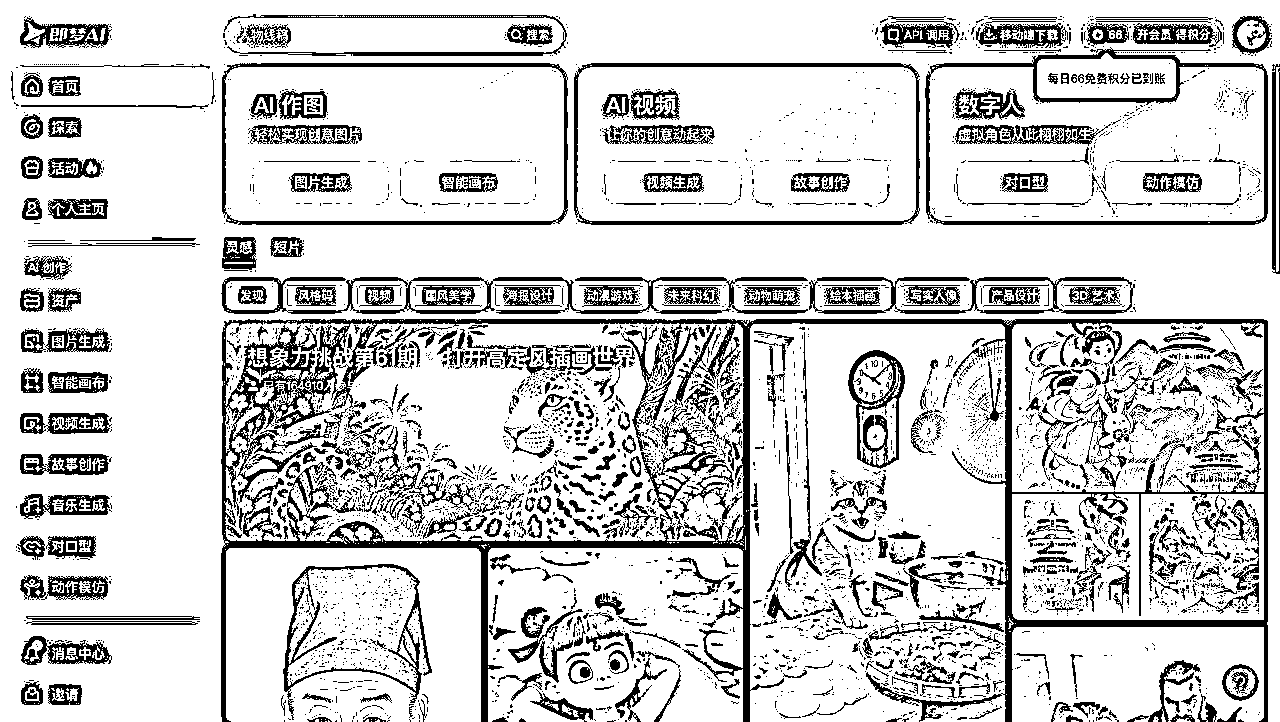 即梦AI
人物线稿
搜索
API 调用
移动端下载
66
开会员 得积分
每日66免费积分已到账
首页
探索
活动
个人主页
AI 创作
资产
图片生成
智能画布
视频生成
故事创作
音乐生成
对口型
动作模仿
消息中心
邀请
AI 作图
轻松实现创意图片
图片生成
智能画布
AI 视频
让你的创意动起来
视频生成
故事创作
数字人
虚拟角色从此栩栩如生
对口型
动作模仿
灵感
短片
发现
风格码
视频
国风美学
海报设计
动漫游戏
未来科幻
动物萌宠
绘本插画
写实人像
产品设计
3D 艺术
想象力挑战第61期
打开高定风插画世界